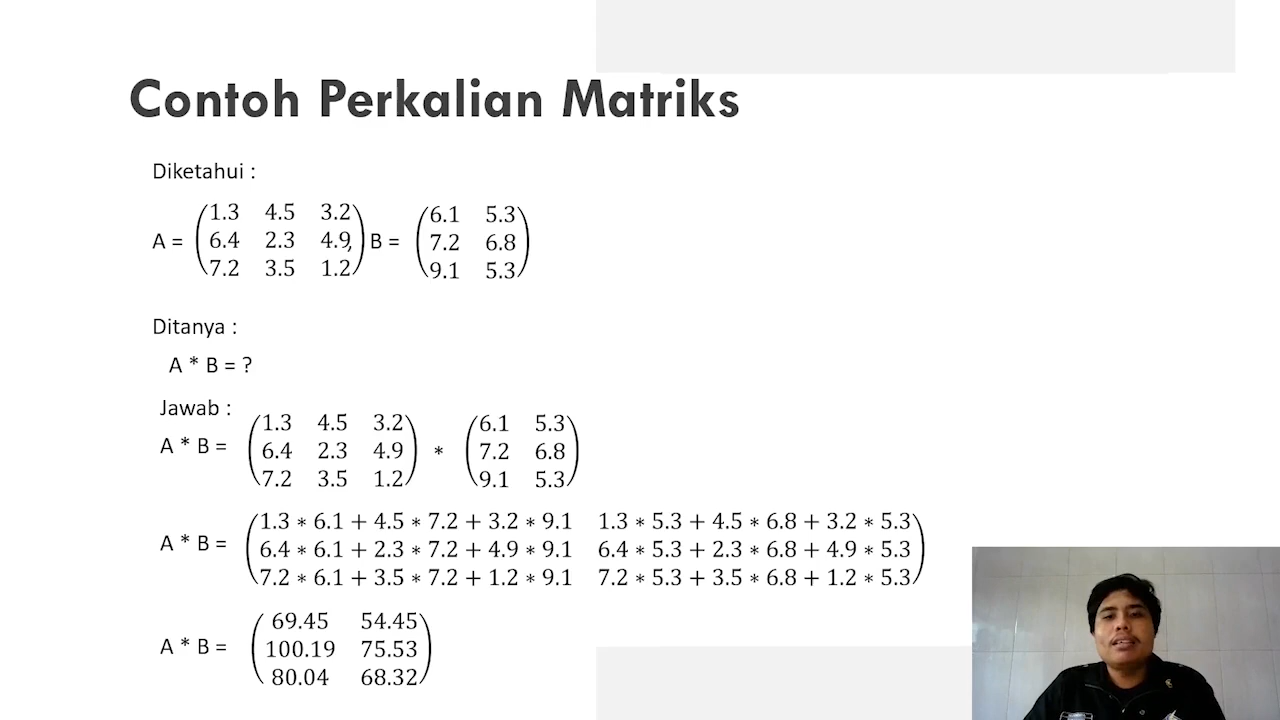 Contoh Perkalian Matriks
Diketahui :
A = (1.3 4.5 3.2
6.4 2.3 4.9
7.2 3.5 1.2), B = (6.1 5.3
7.2 6.8
9.1 5.3)
Ditanya :
A * B = ?
Jawab :
A * B = (1.3 4.5 3.2
6.4 2.3 4.9
7.2 3.5 1.2) * (6.1 5.3
7.2 6.8
9.1 5.3)
A * B = (1.3 ∗ 6.1 + 4.5 ∗ 7.2 + 3.2 ∗ 9.1 1.3 ∗ 5.3 + 4.5 ∗ 6.8 + 3.2 ∗ 5.3
6.4 ∗ 6.1 + 2.3 ∗ 7.2 + 4.9 ∗ 9.1 6.4 ∗ 5.3 + 2.3 ∗ 6.8 + 4.9 ∗ 5.3
7.2 ∗ 6.1 + 3.5 ∗ 7.2 + 1.2 ∗ 9.1 7.2 ∗ 5.3 + 3.5 ∗ 6.8 + 1.2 ∗ 5.3)
A * B = (69.45 54.45
100.19 75.53
80.04 68.32)